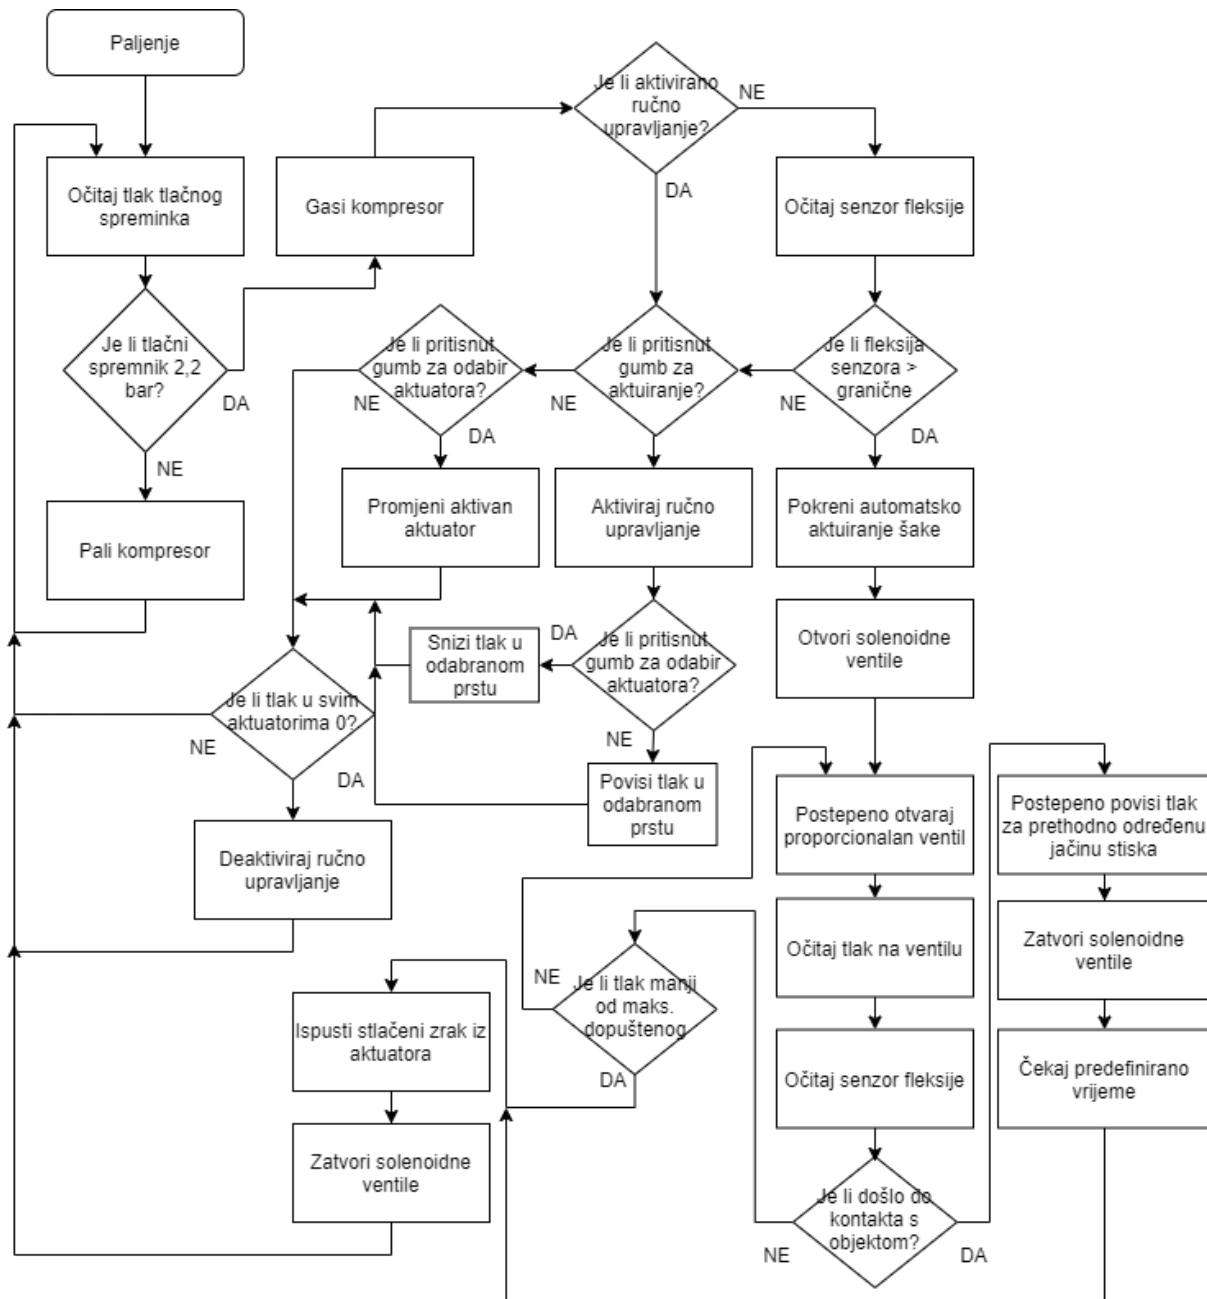 Paljenje
Očitaj tlak tlačnog
spreminka
Je li tlačni
spremnik 2,2
bar?
DA
NE
Pali kompresor
Gasi kompresor
Je li aktivirano
ručno
upravljanje?
NE
DA
Očitaj senzor fleksije
Je li fleksija
senzora >
granične
NE
DA
Je li pritisnut
gumb za
aktuiranje?
NE
Je li pritisnut
gumb za odabir
aktuatora?
NE
DA
Promjeni aktivan
aktuator
Aktiviraj ručno
upravljanje
Pokreni automatsko
aktuiranje šake
Je li pritisnut
gumb za odabir
aktuatora?
DA
NE
Snizi tlak u
odabranom
prstu
Povisi tlak u
odabranom
prstu
Je li tlak u svim
aktuatorima 0?
NE
DA
Deaktiviraj ručno
upravljanje
Otvori solenoidne
ventile
Postepeno otvaraj
proporcionalan ventil
Očitaj tlak na ventilu
Očitaj senzor fleksije
Je li došlo do
kontakta s
objektom?
NE
DA
Postepeno povisi tlak
za prethodno određenu
jačinu stiska
Zatvori solenoidne
ventile
Čekaj predefinirano
vrijeme
Je li tlak manji
od maks.
dopuštenog
NE
DA
Ispusti stlačeni zrak iz
aktuatora
Zatvori solenoidne
ventile